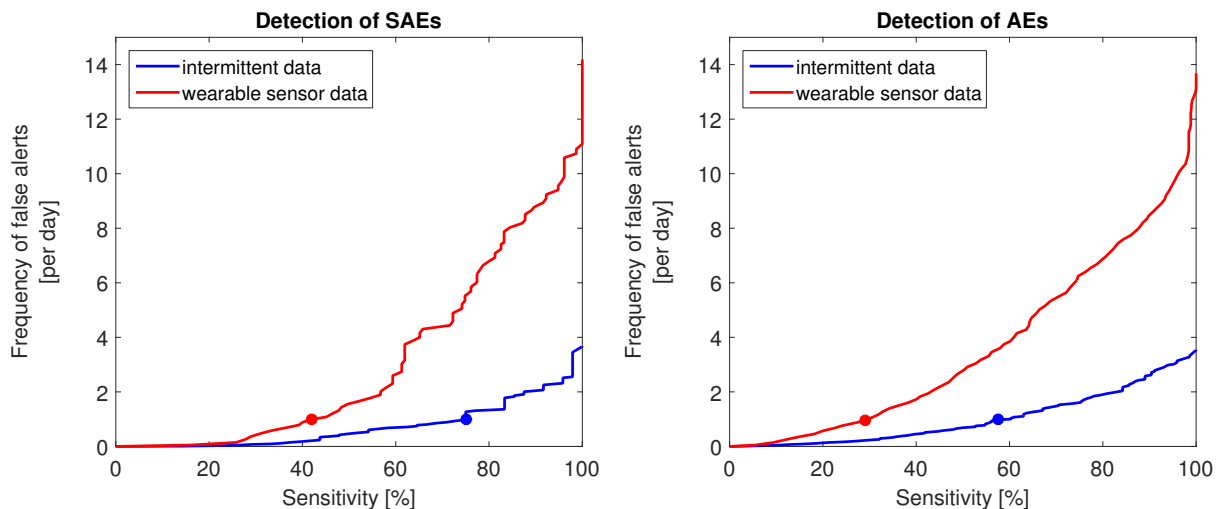 Detection of SAEs
intermittent data
wearable sensor data
14
12
10
8
6
4
2
0
Frequency of false alerts
[per day]
0 20 40 60 80 100
Sensitivity [%]
Detection of AEs
intermittent data
wearable sensor data
14
12
10
8
6
4
2
0
Frequency of false alerts
[per day]
0 20 40 60 80 100
Sensitivity [%]